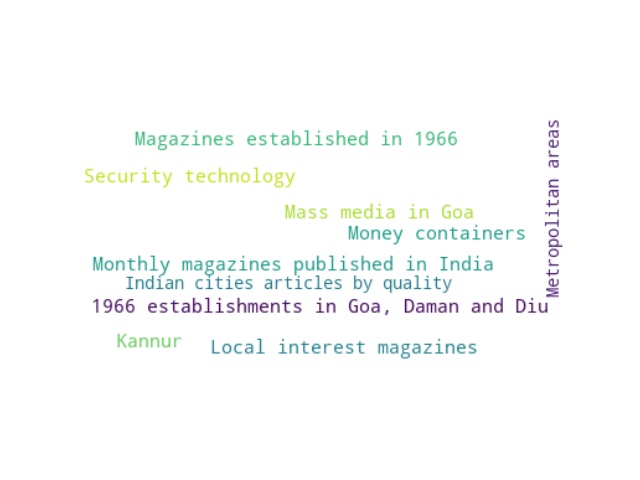 Magazines established in 1966
Security technology
Mass media in Goa
Money containers
Monthly magazines published in India
Indian cities articles by quality
1966 establishments in Goa, Daman and Diu
Kannur
Local interest magazines
Metropolitan areas